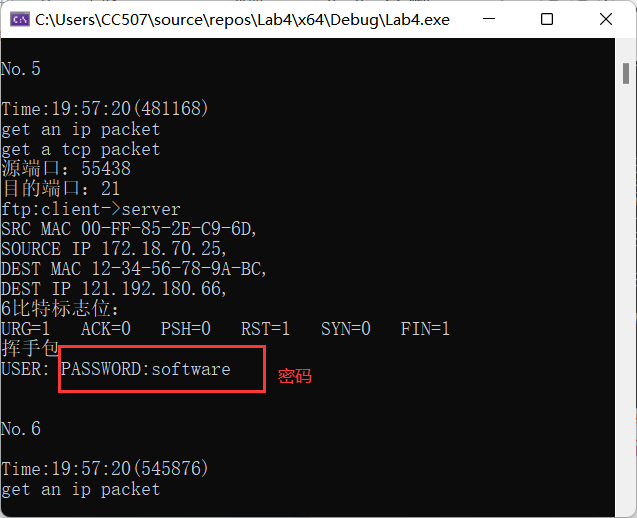 C:\Users\CC507\source\repos\Lab4\x64\Debug\Lab4.exe
No.5
Time:19:57:20(481168)
get an ip packet
get a tcp packet
源端口：55438
目的端口：21
ftp:client->server
SRC MAC 00-FF-85-2E-C9-6D,
SOURCE IP 172.18.70.25,
DEST MAC 12-34-56-78-9A-BC,
DEST IP 121.192.180.66,
6比特标志位：
URG=1 ACK=0 PSH=0 RST=1 SYN=0 FIN=1
挥手包
USER: PASSWORD:software
密码
No.6
Time:19:57:20(545876)
get an ip packet